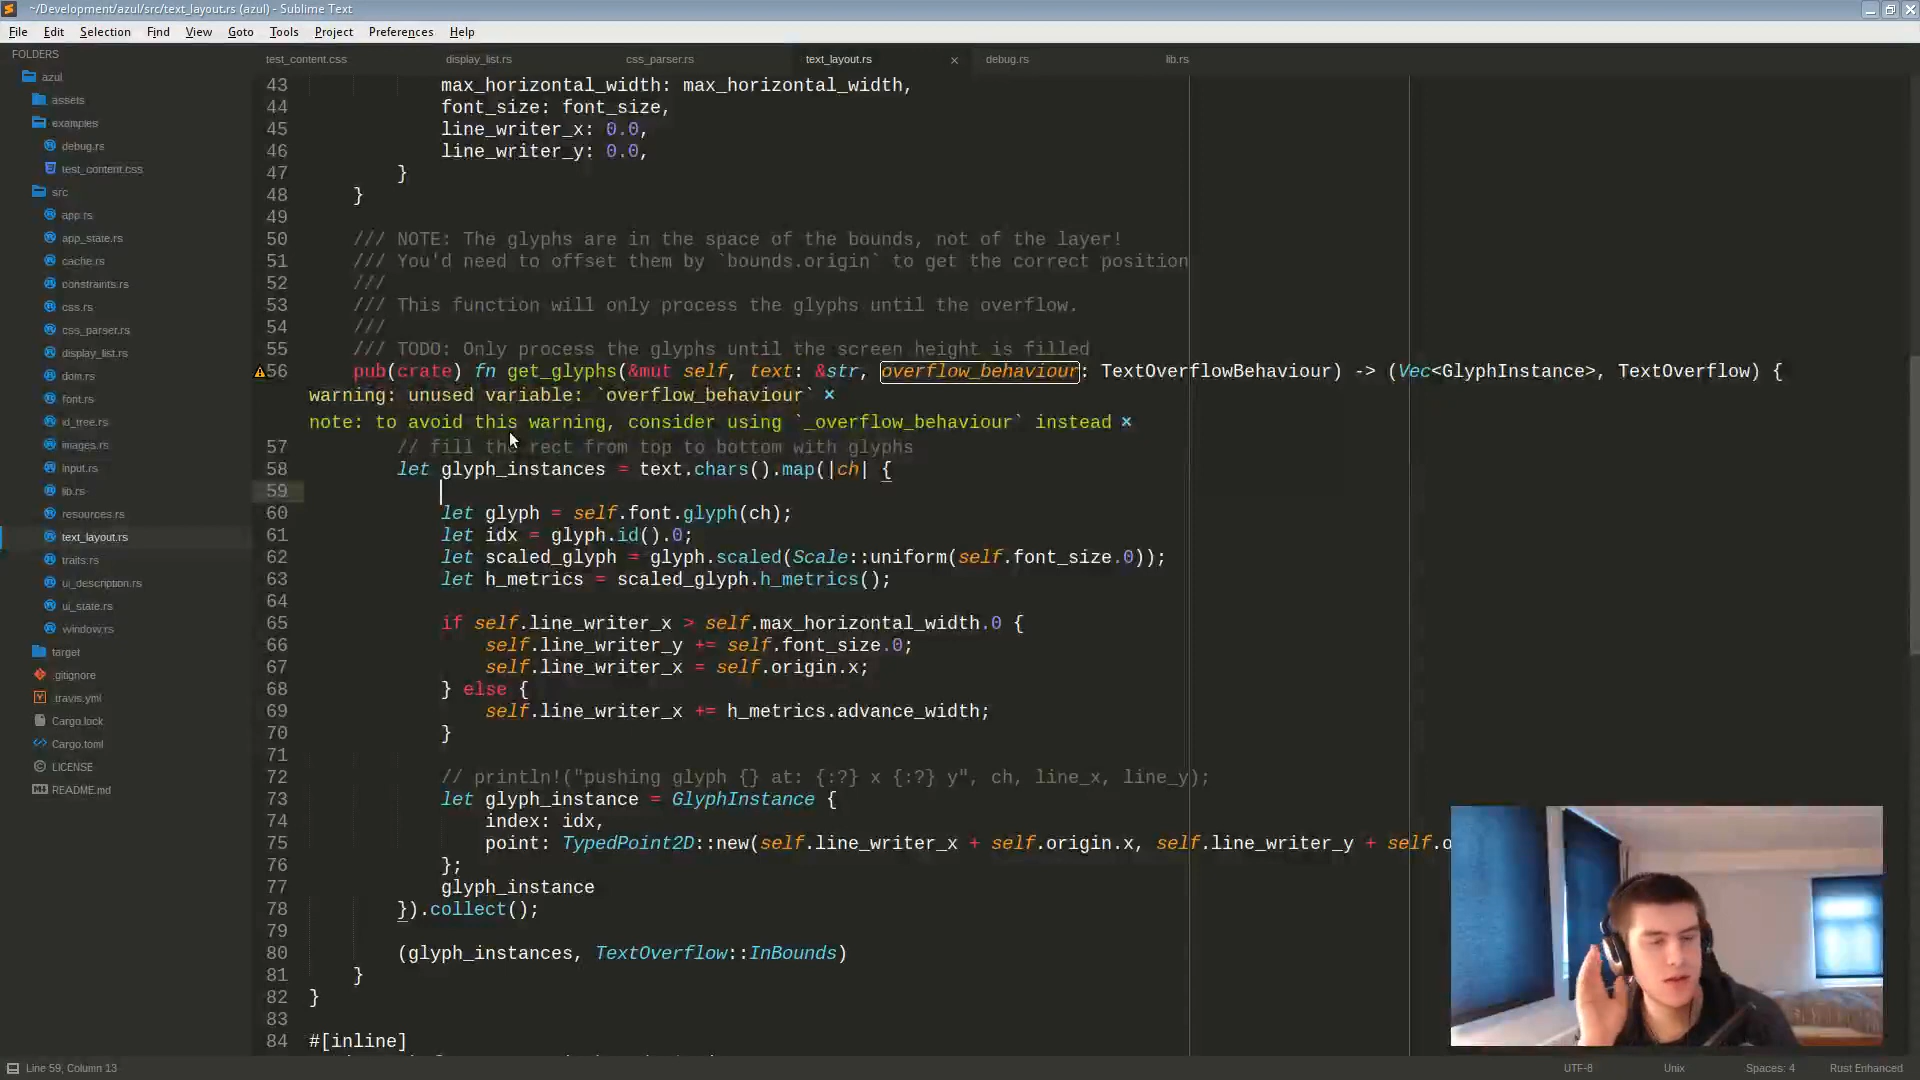 ~/Development/azul/src/text_layout.rs (azul) - Sublime Text
File Edit Selection Find View Goto Tools Project Preferences Help
FOLDERS
azul
assets
examples
debug.rs
test_content.css
src
app.rs
app_state.rs
cache.rs
constraints.rs
css.rs
css_parser.rs
display_list.rs
dom.rs
font.rs
id_tree.rs
images.rs
input.rs
lib.rs
resources.rs
text_layout.rs
traits.rs
ui_description.rs
ui_state.rs
window.rs
target
.gitignore
.travis.yml
Cargo.lock
Cargo.toml
LICENSE
README.md
test_content.css display_list.rs css_parser.rs text_layout.rs × debug.rs lib.rs
43 max_horizontal_width: max_horizontal_width,
44 font_size: font_size,
45 line_writer_x: 0.0,
46 line_writer_y: 0.0,
47 }
48 }
49
50 /// NOTE: The glyphs are in the space of the bounds, not of the layer!
51 /// You'd need to offset them by `bounds.origin` to get the correct position
52 ///
53 /// This function will only process the glyphs until the overflow.
54 ///
55 /// TODO: Only process the glyphs until the screen height is filled
56 pub(crate) fn get_glyphs(&mut self, text: &str, overflow_behaviour: TextOverflowBehaviour) -> (Vec<GlyphInstance>, TextOverflow) {
warning: unused variable: `overflow_behaviour` ×
note: to avoid this warning, consider using `_overflow_behaviour` instead ×
57 // fill the rect from top to bottom with glyphs
58 let glyph_instances = text.chars().map(|ch| {
59
60 let glyph = self.font.glyph(ch);
61 let idx = glyph.id().0;
62 let scaled_glyph = glyph.scaled(Scale::uniform(self.font_size.0));
63 let h_metrics = scaled_glyph.h_metrics();
64
65 if self.line_writer_x > self.max_horizontal_width.0 {
66 self.line_writer_y += self.font_size.0;
67 self.line_writer_x = self.origin.x;
68 } else {
69 self.line_writer_x += h_metrics.advance_width;
70 }
71
72 // println!("pushing glyph {} at: {:?} x {:?} y", ch, line_x, line_y);
73 let glyph_instance = GlyphInstance {
74 index: idx,
75 point: TypedPoint2D::new(self.line_writer_x + self.origin.x, self.line_writer_y + self.o
76 };
77 glyph_instance
78 }).collect();
79
80 (glyph_instances, TextOverflow::InBounds)
81 }
82 }
83
84 #[inline]
Line 59, Column 13 UTF-8 Unix Spaces: 4 Rust Enhanced